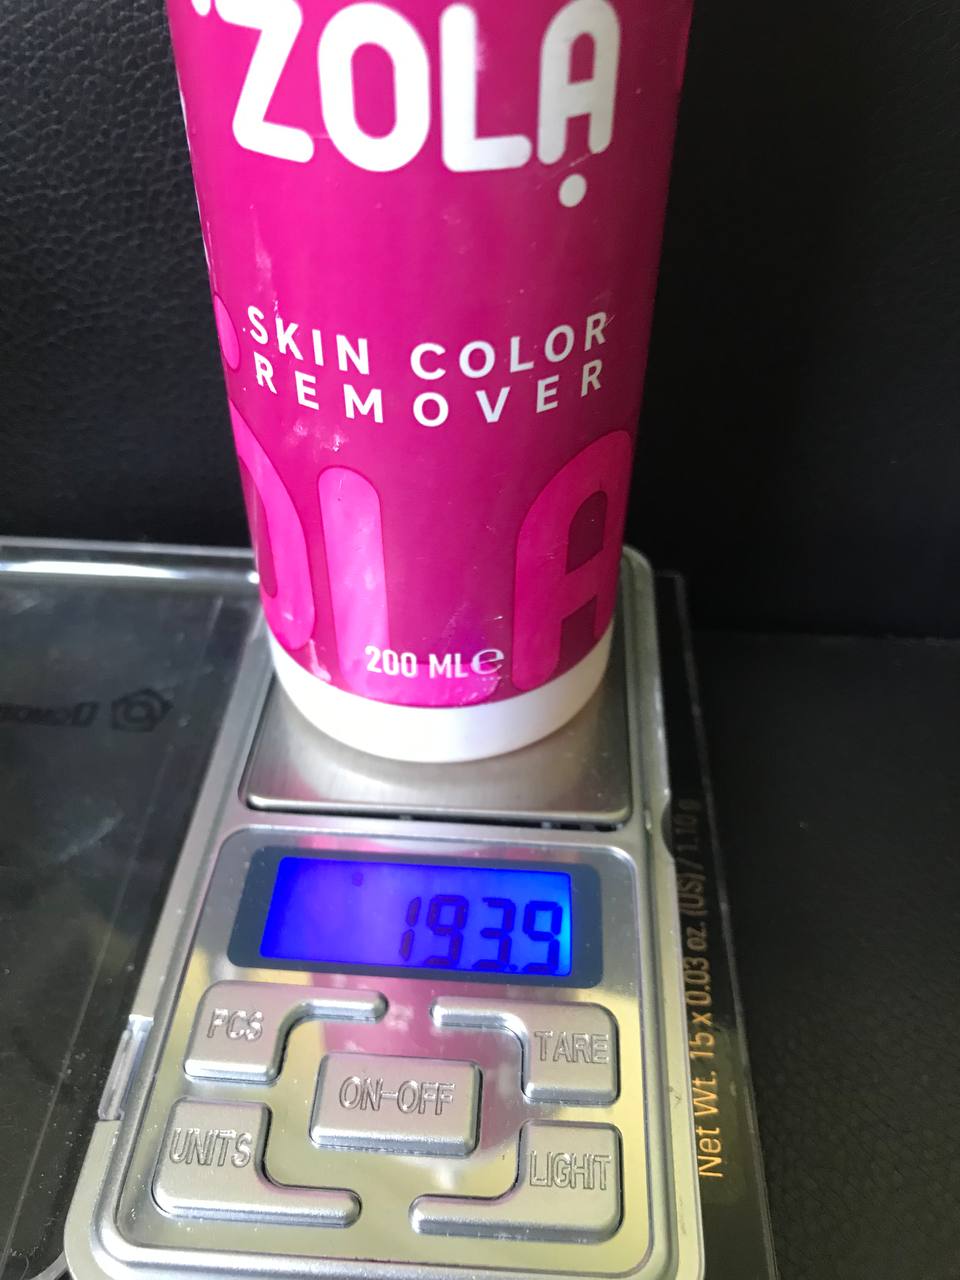 ZOLA
SKIN COLOR
REMOVER
OLA
200 ML℮
193.9
PCS
TARE
ON-OFF
UNITS
LIGHT
Net Wt. 15 x 0.03 oz. (US) / 1.10 g